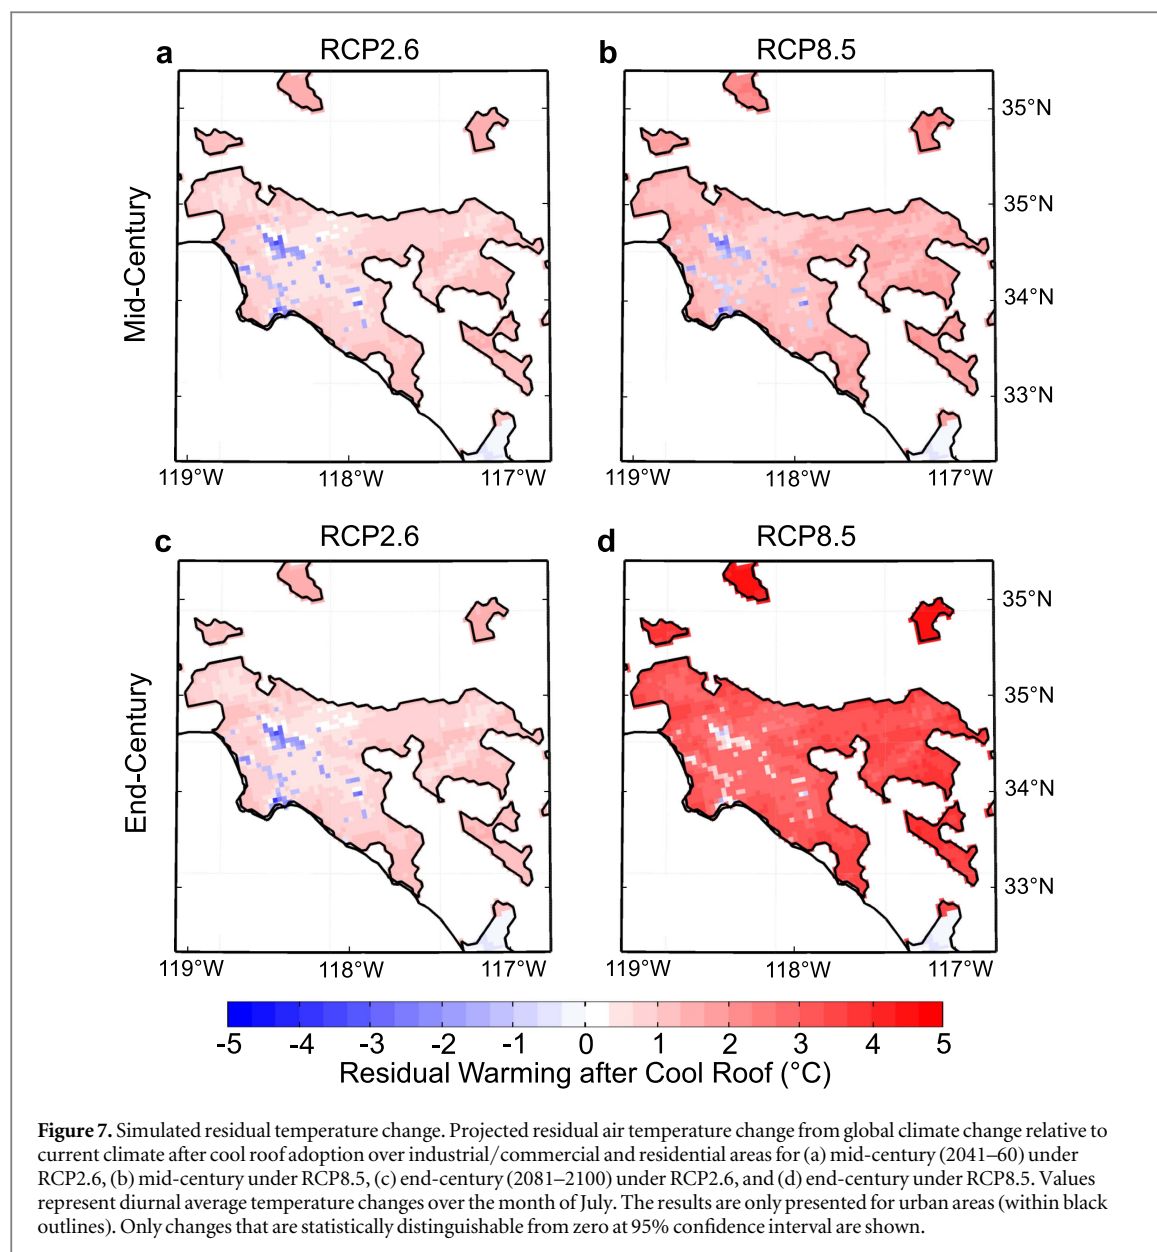 a RCP2.6
b RCP8.5
Mid-Century
35°N
35°N
34°N
33°N
119°W 118°W 117°W
119°W 118°W 117°W
c RCP2.6
d RCP8.5
End-Century
35°N
35°N
34°N
33°N
119°W 118°W 117°W
119°W 118°W 117°W
-5 -4 -3 -2 -1 0 1 2 3 4 5
Residual Warming after Cool Roof (°C)
Figure 7. Simulated residual temperature change. Projected residual air temperature change from global climate change relative to
current climate after cool roof adoption over industrial/commercial and residential areas for (a) mid-century (2041–60) under
RCP2.6, (b) mid-century under RCP8.5, (c) end-century (2081–2100) under RCP2.6, and (d) end-century under RCP8.5. Values
represent diurnal average temperature changes over the month of July. The results are only presented for urban areas (within black
outlines). Only changes that are statistically distinguishable from zero at 95% confidence interval are shown.